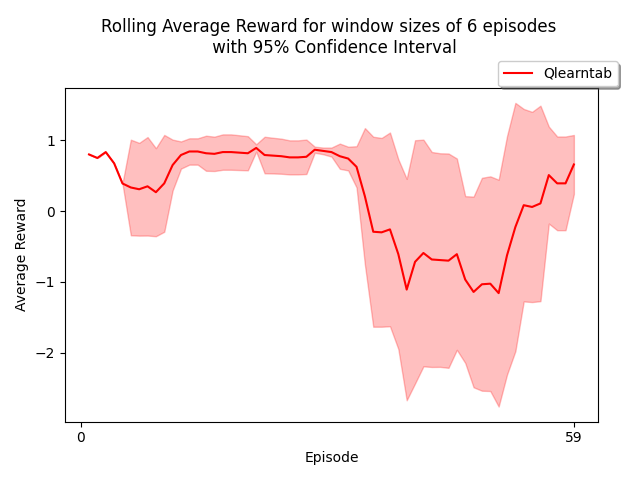 Rolling Average Reward for window sizes of 6 episodes
with 95% Confidence Interval
Qlearntab
Average Reward
1
0
−1
−2
0
59
Episode